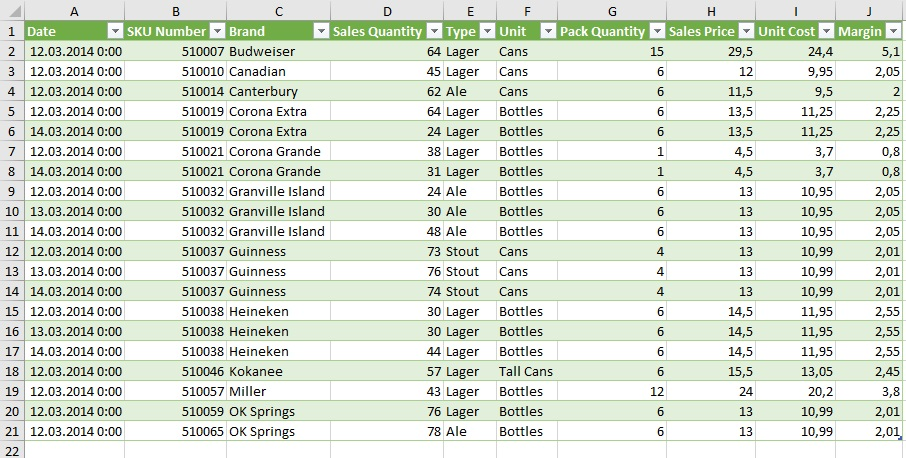 A B C D E F G H I J
1 Date SKU Number Brand Sales Quantity Type Unit Pack Quantity Sales Price Unit Cost Margin
2 12.03.2014 0:00 510007 Budweiser 64 Lager Cans 15 29,5 24,4 5,1
3 12.03.2014 0:00 510010 Canadian 45 Lager Cans 6 12 9,95 2,05
4 12.03.2014 0:00 510014 Canterbury 62 Ale Cans 6 11,5 9,5 2
5 12.03.2014 0:00 510019 Corona Extra 64 Lager Bottles 6 13,5 11,25 2,25
6 14.03.2014 0:00 510019 Corona Extra 24 Lager Bottles 6 13,5 11,25 2,25
7 12.03.2014 0:00 510021 Corona Grande 38 Lager Bottles 1 4,5 3,7 0,8
8 14.03.2014 0:00 510021 Corona Grande 31 Lager Bottles 1 4,5 3,7 0,8
9 12.03.2014 0:00 510032 Granville Island 24 Ale Bottles 6 13 10,95 2,05
10 13.03.2014 0:00 510032 Granville Island 30 Ale Bottles 6 13 10,95 2,05
11 14.03.2014 0:00 510032 Granville Island 48 Ale Bottles 6 13 10,95 2,05
12 12.03.2014 0:00 510037 Guinness 73 Stout Cans 4 13 10,99 2,01
13 13.03.2014 0:00 510037 Guinness 76 Stout Cans 4 13 10,99 2,01
14 14.03.2014 0:00 510037 Guinness 74 Stout Cans 4 13 10,99 2,01
15 12.03.2014 0:00 510038 Heineken 30 Lager Bottles 6 14,5 11,95 2,55
16 13.03.2014 0:00 510038 Heineken 30 Lager Bottles 6 14,5 11,95 2,55
17 14.03.2014 0:00 510038 Heineken 44 Lager Bottles 6 14,5 11,95 2,55
18 12.03.2014 0:00 510046 Kokanee 57 Lager Tall Cans 6 15,5 13,05 2,45
19 12.03.2014 0:00 510057 Miller 43 Lager Bottles 12 24 20,2 3,8
20 12.03.2014 0:00 510059 OK Springs 76 Lager Bottles 6 13 10,99 2,01
21 12.03.2014 0:00 510065 OK Springs 78 Ale Bottles 6 13 10,99 2,01
22